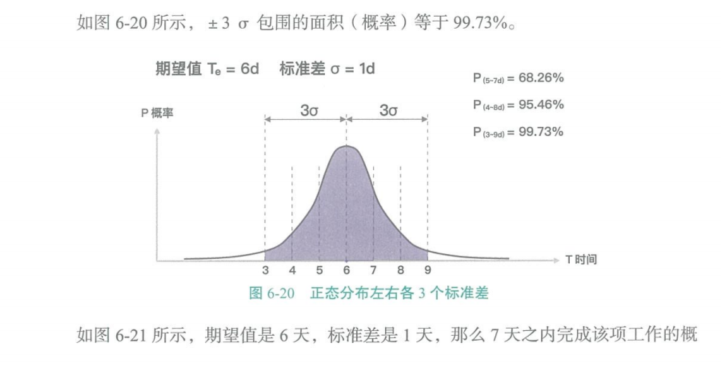 如图 6-20 所示，±3 σ 包围的面积（概率）等于 99.73%。
期望值 Te = 6d 标准差 σ = 1d
P(5-7d) = 68.26%
P(4-8d) = 95.46%
P(3-9d) = 99.73%
P 概率
3σ 3σ
3 4 5 6 7 8 9
T 时间
图 6-20 正态分布左右各 3 个标准差
如图 6-21 所示，期望值是 6 天，标准差是 1 天，那么 7 天之内完成该项工作的概